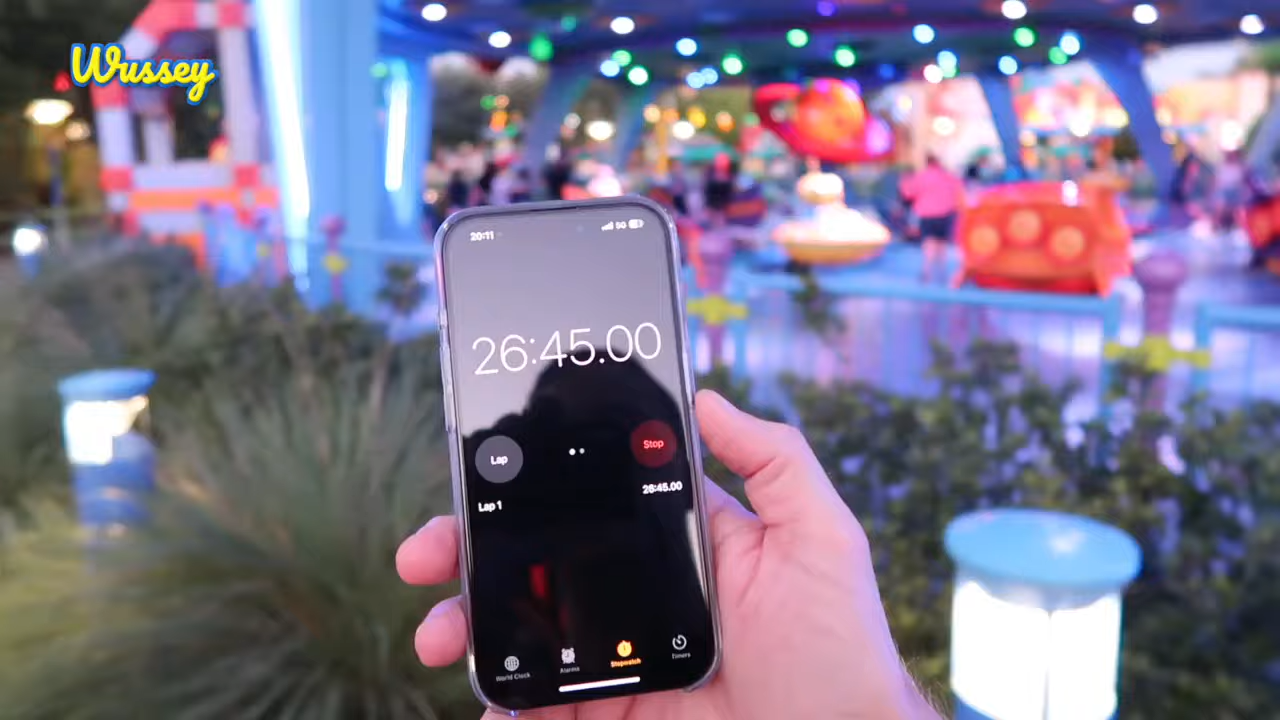 Wussey
20:11
5G
26:45.00
Lap
Stop
Lap 1
26:45.00
World Clock
Alarms
Stopwatch
Timers